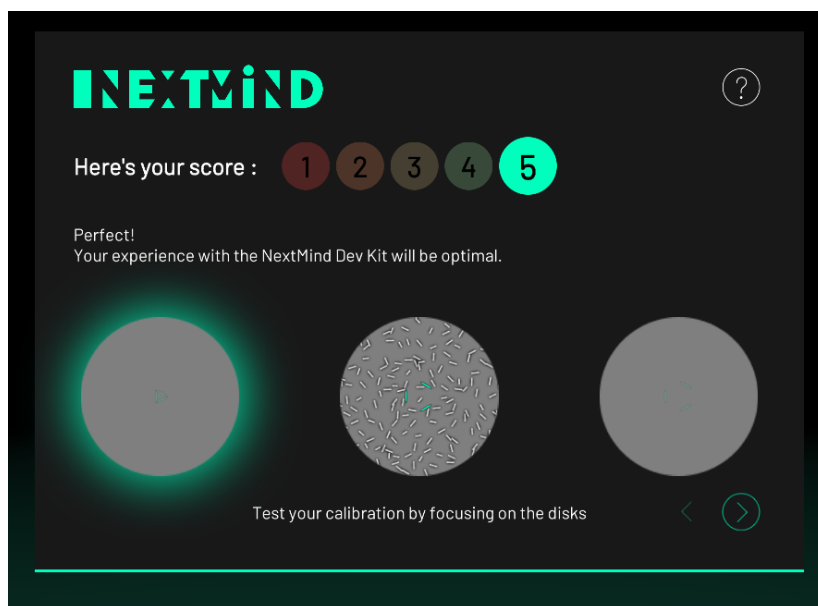 NEXTMIND
?
Here's your score : 1 2 3 4 5
Perfect!
Your experience with the NextMind Dev Kit will be optimal.
Test your calibration by focusing on the disks